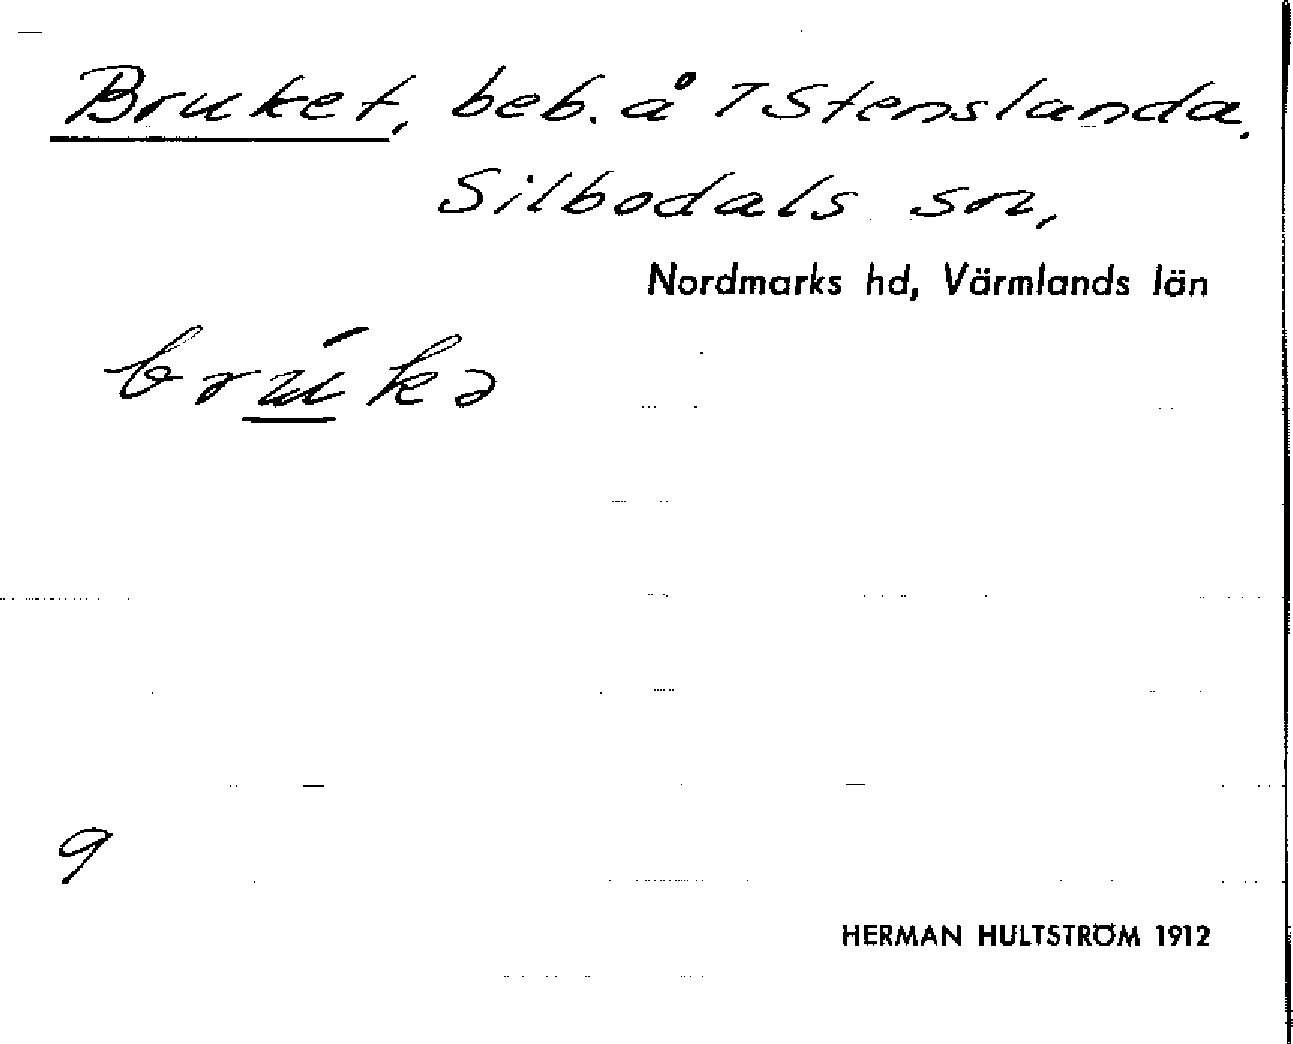 Bruket, beb. å 7 Stenslanda,
Silbodals sn,
Nordmarks hd, Värmlands län
brúkə
9
HERMAN HULTSTRÖM 1912